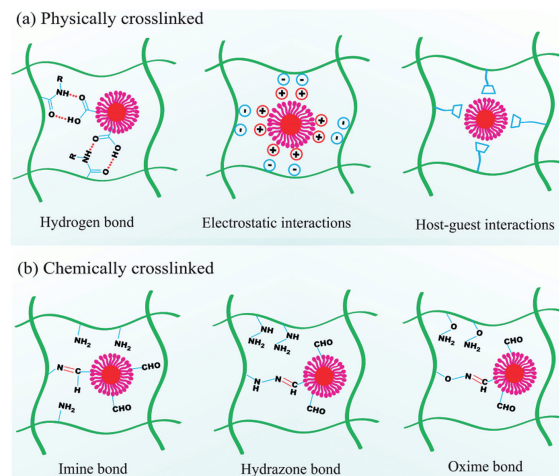 (a) Physically crosslinked
R
NH
O
O
HO
O
NH
HO
R
O
- -
+ +
- + + -
- + + -
+ +
- -
Hydrogen bond
Electrostatic interactions
Host-guest interactions
(b) Chemically crosslinked
NH2
NH2
N
C
H
CHO
CHO
NH2
Imine bond
NH
NH
NH2
NH2
CHO
N
H
N
C
H
CHO
Hydrazone bond
O
O
NH2
NH2
CHO
O
N
C
H
CHO
Oxime bond